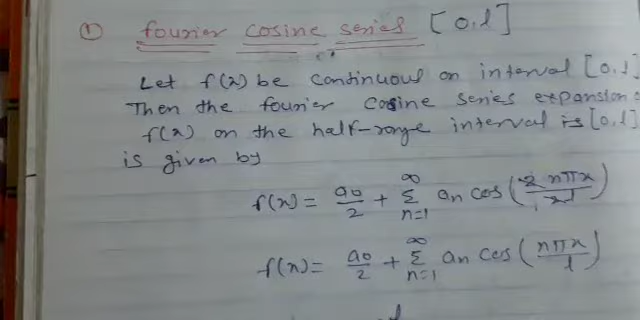 ① fourier cosine series [0,l]
Let f(x) be continuous on interval [0,l]
Then the fourier cosine series expansion
f(x) on the half-range interval is [0,l]
is given by
f(x) = a0/2 + ∞Σn=1 an cos (2nπx/2l)
f(x) = a0/2 + ∞Σn=1 an cos (nπx/l)